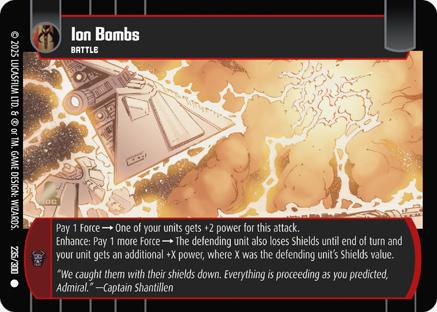 Ion Bombs
BATTLE
Pay 1 Force → One of your units gets +2 power for this attack.
Enhance: Pay 1 more Force → The defending unit also loses Shields until end of turn and
your unit gets an additional +X power, where X was the defending unit's Shields value.
"We caught them with their shields down. Everything is proceeding as you predicted,
Admiral." —Captain Shantillen
© 2025 LUCASFILM LTD. & ® or TM. GAME DESIGN: WIZARDS.